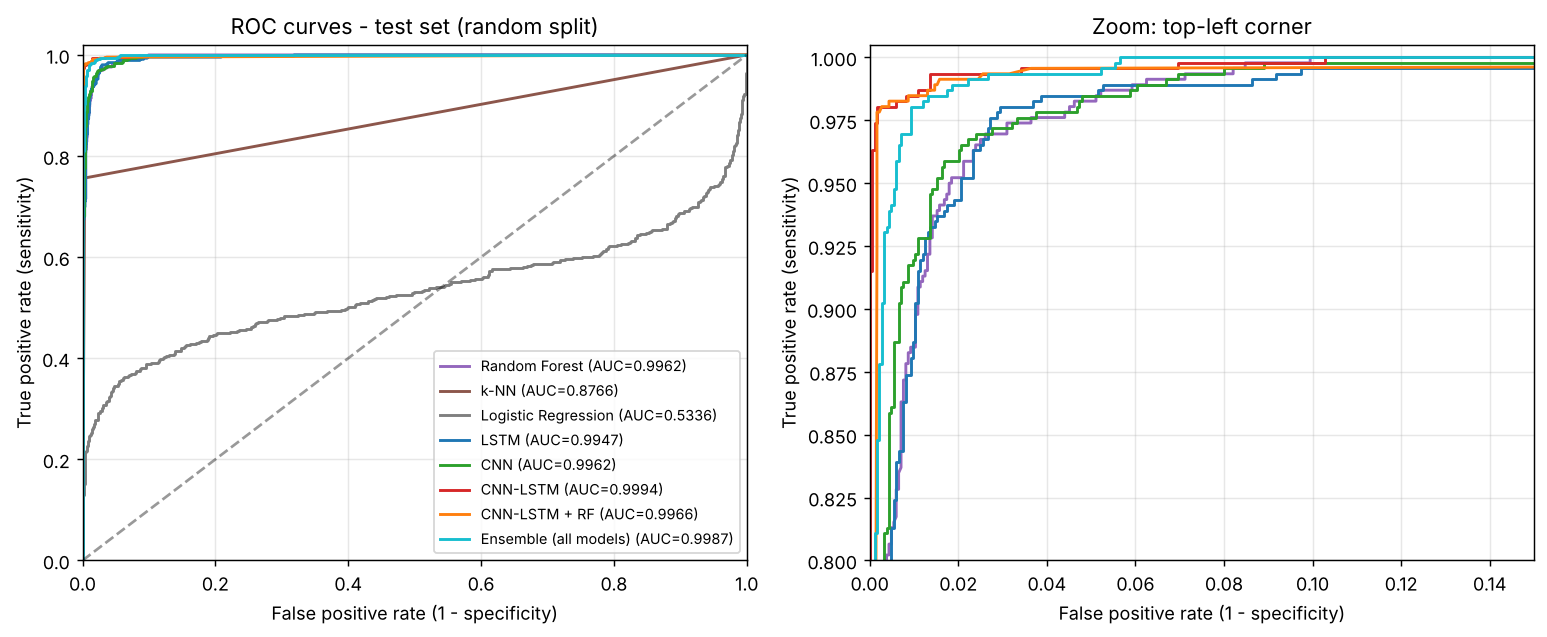 ROC curves - test set (random split)
True positive rate (sensitivity)
1.0
0.8
0.6
0.4
0.2
0.0
Random Forest (AUC=0.9962)
k-NN (AUC=0.8766)
Logistic Regression (AUC=0.5336)
LSTM (AUC=0.9947)
CNN (AUC=0.9962)
CNN-LSTM (AUC=0.9994)
CNN-LSTM + RF (AUC=0.9966)
Ensemble (all models) (AUC=0.9987)
0.0 0.2 0.4 0.6 0.8 1.0
False positive rate (1 - specificity)
Zoom: top-left corner
True positive rate (sensitivity)
1.000
0.975
0.950
0.925
0.900
0.875
0.850
0.825
0.800
0.00 0.02 0.04 0.06 0.08 0.10 0.12 0.14
False positive rate (1 - specificity)